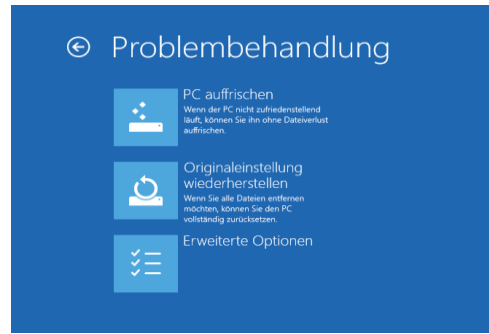 Problembehandlung
PC auffrischen
Wenn der PC nicht zufriedenstellend
läuft, können Sie ihn ohne Dateiverlust
auffrischen.
Originaleinstellung
wiederherstellen
Wenn Sie alle Dateien entfernen
möchten, können Sie den PC
vollständig zurücksetzen.
Erweiterte Optionen